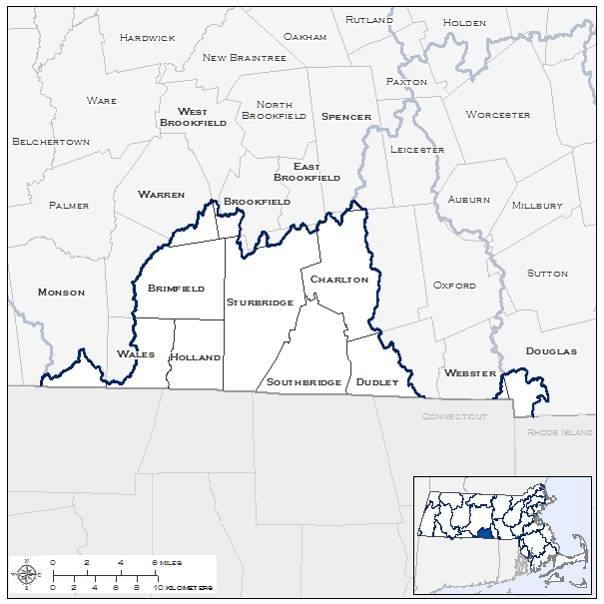 RUTLAND
HOLDEN
HARDWICK
OAKHAM
NEW BRAINTREE
PAXTON
WARE
WEST
BROOKFIELD
NORTH
BROOKFIELD
SPENCER
WORCESTER
BELCHERTOWN
LEICESTER
EAST
BROOKFIELD
WARREN
BROOKFIELD
AUBURN
MILLBURY
PALMER
SUTTON
CHARLTON
OXFORD
MONSON
BRIMFIELD
STURBRIDGE
DOUGLAS
WALES
HOLLAND
WEBSTER
SOUTHBRIDGE
DUDLEY
CONNECTICUT
RHODE ISLAND
N
W E
S
0 2 4 6 MILES
0 2 4 6 8 10 KILOMETERS